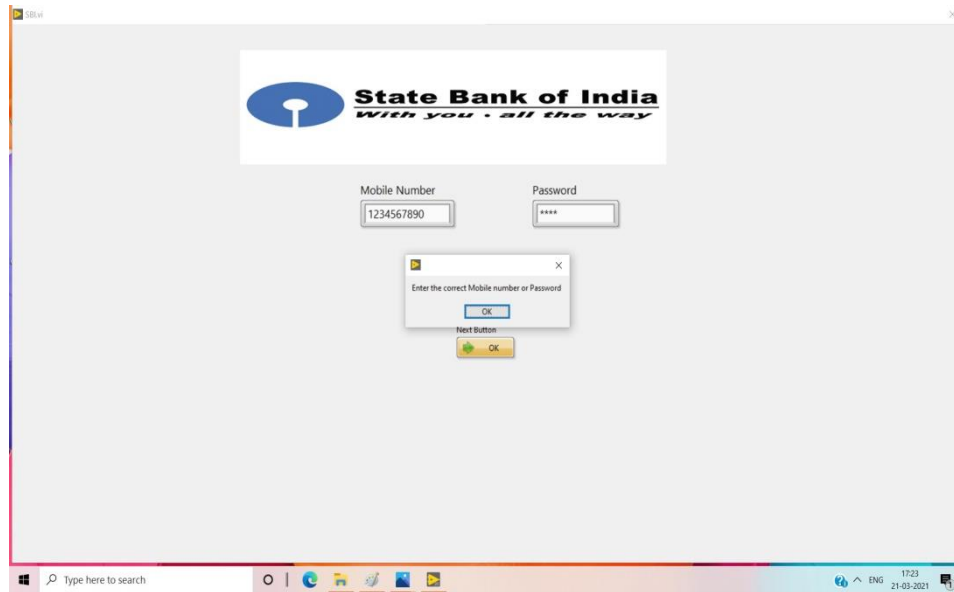 SBI.vi
State Bank of India
With you · all the way
Mobile Number Password
1234567890 ****
Enter the correct Mobile number or Password
OK
Next Button
OK
Type here to search
ENG
17:23
21-03-2021
1